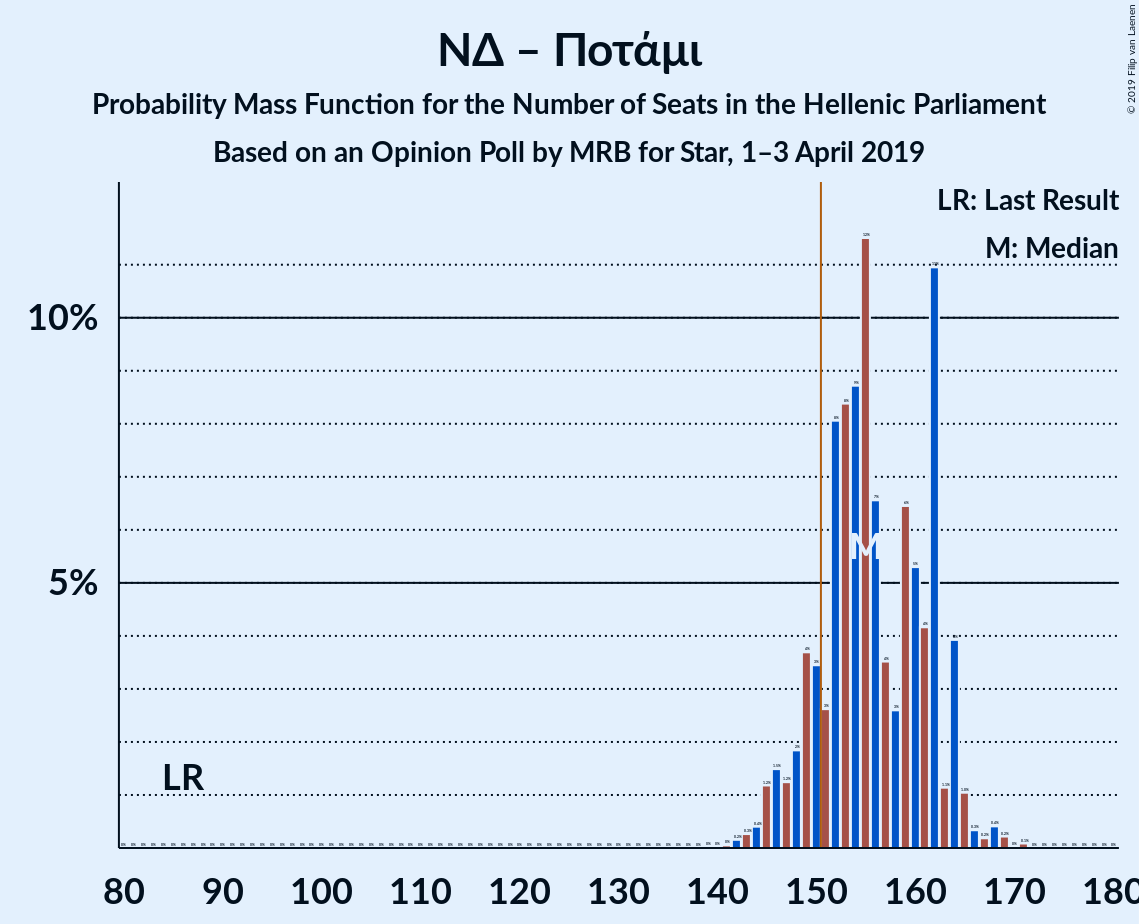 ΝΔ – Ποτάμι
Probability Mass Function for the Number of Seats in the Hellenic Parliament
Based on an Opinion Poll by MRB for Star, 1–3 April 2019
© 2019 Filip van Laenen
LR: Last Result
M: Median
10%
5%
LR
M
80 90 100 110 120 130 140 150 160 170 180